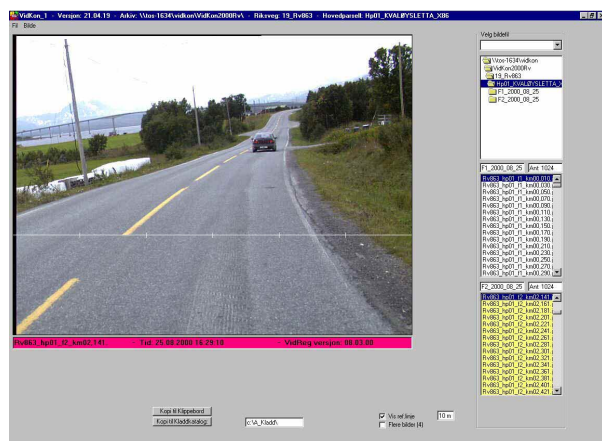 VidKon_1 - Versjon: 21.04.19 - Arkiv: \\tos-1634\vidkon\VidKon2000Rv\ - Riksveg: 19_Rv863 - Hovedparsell: Hp01_KVALØYSLETTA_X86
Fil Bilde
Velg bildefil
\\tos-1634\vidkon
VidKon2000Rv
19_Rv863
Hp01_KVALØYSLETTA_X
F1_2000_08_25
F2_2000_08_25
F1_2000_08_25 Ant 1024
Rv863_hp01_f1_km00,010.
Rv863_hp01_f1_km00,030.
Rv863_hp01_f1_km00,050.
Rv863_hp01_f1_km00,070.
Rv863_hp01_f1_km00,090.
Rv863_hp01_f1_km00,110.
Rv863_hp01_f1_km00,130.
Rv863_hp01_f1_km00,150.
Rv863_hp01_f1_km00,170.
Rv863_hp01_f1_km00,190.
Rv863_hp01_f1_km00,210.
Rv863_hp01_f1_km00,230.
Rv863_hp01_f1_km00,250.
Rv863_hp01_f1_km00,270.
Rv863_hp01_f1_km00,290.
F2_2000_08_25 Ant 1024
Rv863_hp01_f2_km02,141.
Rv863_hp01_f2_km02,161.
Rv863_hp01_f2_km02,181.
Rv863_hp01_f2_km02,201.
Rv863_hp01_f2_km02,221.
Rv863_hp01_f2_km02,241.
Rv863_hp01_f2_km02,261.
Rv863_hp01_f2_km02,281.
Rv863_hp01_f2_km02,301.
Rv863_hp01_f2_km02,321.
Rv863_hp01_f2_km02,341.
Rv863_hp01_f2_km02,361.
Rv863_hp01_f2_km02,381.
Rv863_hp01_f2_km02,401.
Rv863_hp01_f2_km02,421.
Rv863_hp01_f2_km02,141. - Tid: 25.08.2000 16:29:10 - VidReg versjon: 00.03.08
Kopi til Klippebord
Kopi til Kladdkatalog: c:\A_Kladd\
Vis ref.linje 10 m
Flere bilder (4)